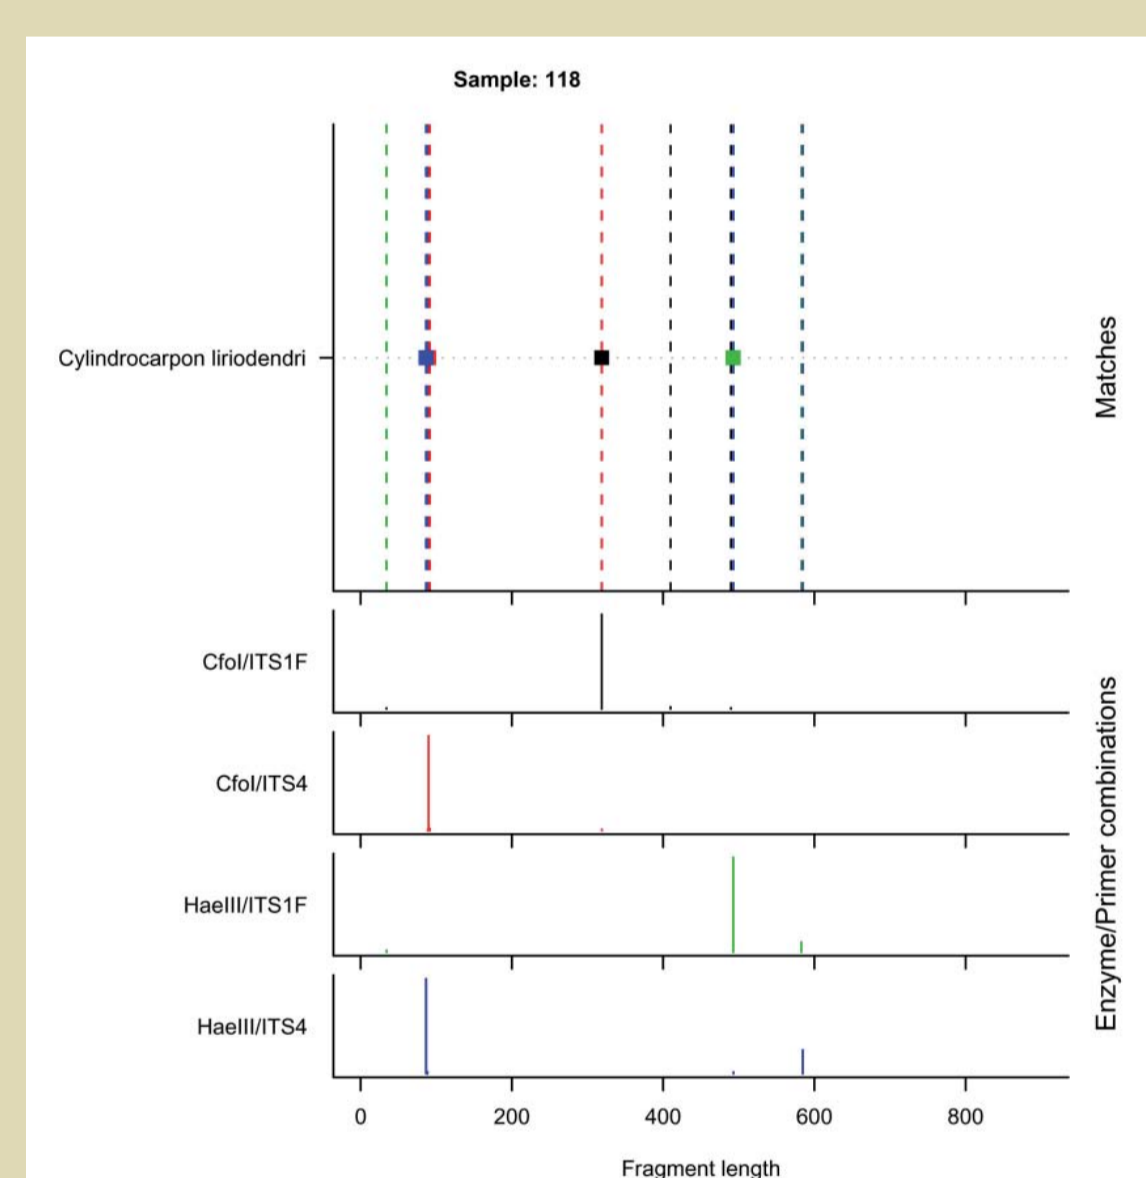 Sample: 118
Cylindrocarpon liriodendri
Matches
CfoI/ITS1F
CfoI/ITS4
HaeIII/ITS1F
HaeIII/ITS4
Enzyme/Primer combinations
0 200 400 600 800
Fragment length